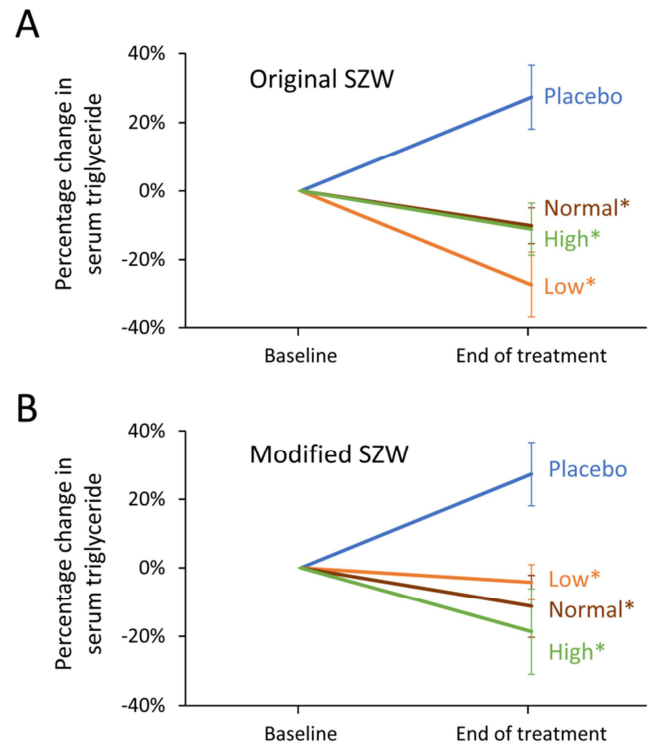 A
Original SZW
Percentage change in
serum triglyceride
40%
20%
0%
-20%
-40%
Placebo
Normal*
High*
Low*
Baseline
End of treatment
B
Modified SZW
Percentage change in
serum triglyceride
40%
20%
0%
-20%
-40%
Placebo
Low*
Normal*
High*
Baseline
End of treatment